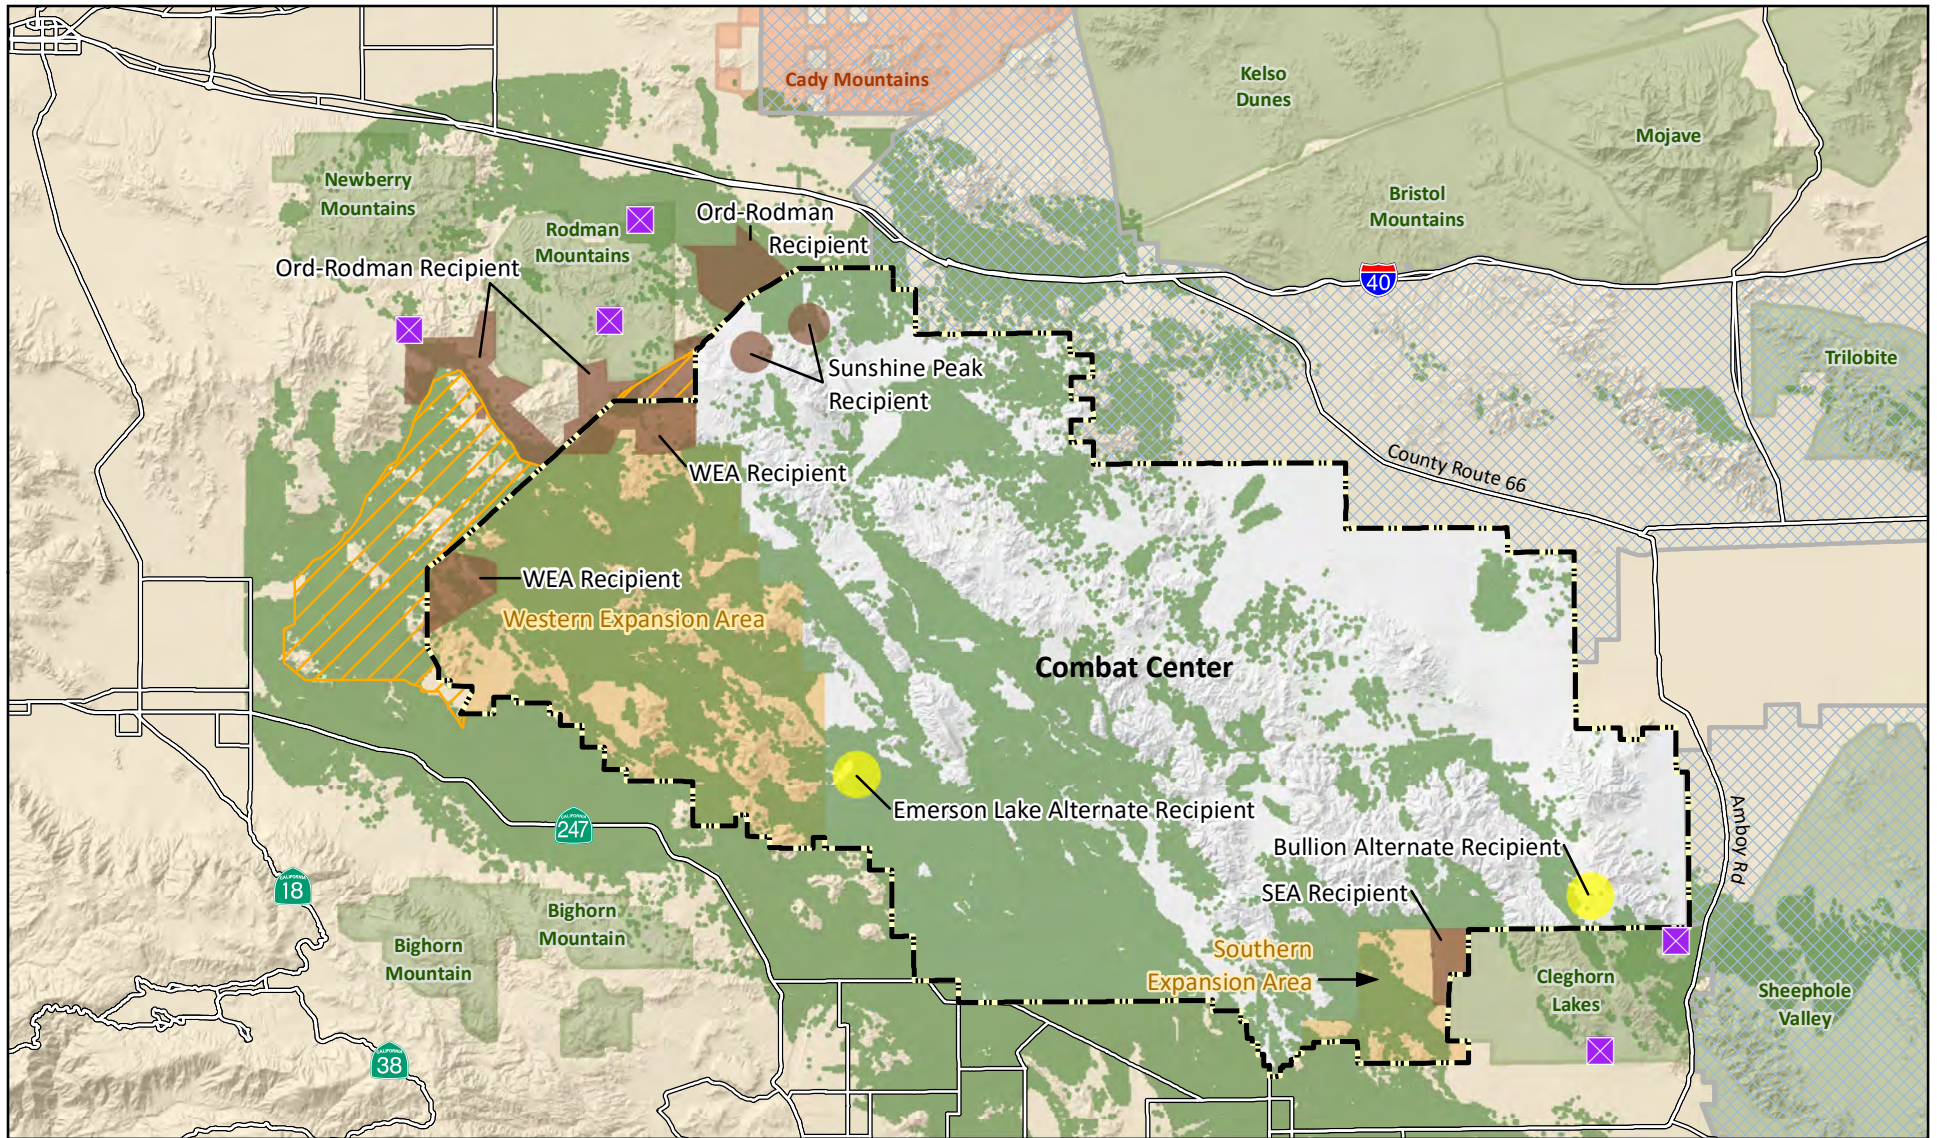 Cady Mountains
Kelso
Dunes
Mojave
Newberry
Mountains
Bristol
Mountains
Rodman
Mountains
Ord-Rodman
Recipient
Ord-Rodman Recipient
40
Sunshine Peak
Recipient
Trilobite
WEA Recipient
County Route 66
WEA Recipient
Western Expansion Area
Combat Center
Emerson Lake Alternate Recipient
CALIFORNIA
247
Bullion Alternate Recipient
Amboy Rd
CALIFORNIA
18
SEA Recipient
Bighorn
Mountain
Bighorn
Mountain
Southern
Expansion Area
Cleghorn
Lakes
Sheephole
Valley
CALIFORNIA
38